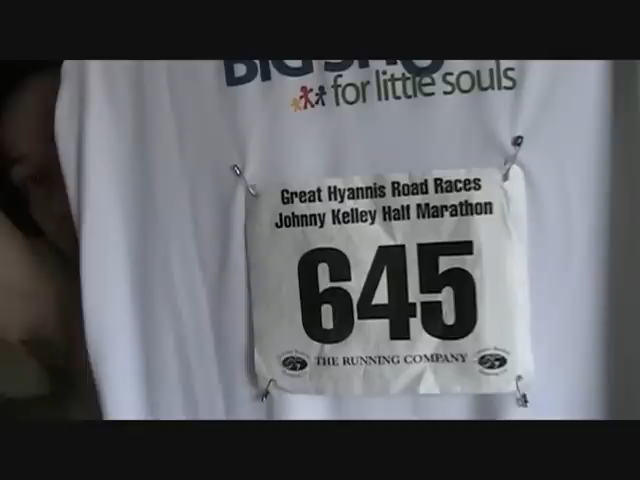 for little souls
Great Hyannis Road Races
Johnny Kelley Half Marathon
645
THE RUNNING COMPANY